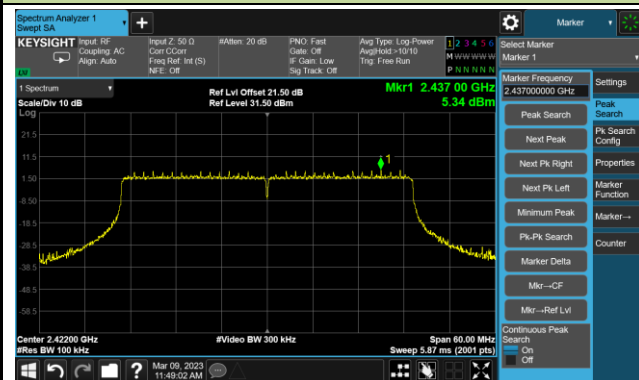 Spectrum Analyzer 1
Swept SA
+
Marker
KEYSIGHT
Input: RF
Coupling: AC
Align: Auto
Input Z: 50 Ω
Corr CCorr
Freq Ref: Int (S)
NFE: Off
#Atten: 20 dB
PNO: Fast
Gate: Off
IF Gain: Low
Sig Track: Off
Avg Type: Log-Power
Avg|Hold:>10/10
Trig: Free Run
1 2 3 4 5 6
M W W W W W
P N N N N N
LXI
1 Spectrum
Scale/Div 10 dB
Log
Ref Lvl Offset 21.50 dB
Ref Level 31.50 dBm
Mkr1 2.437 00 GHz
5.34 dBm
21.5
11.5
1.50
-8.50
-18.5
-28.5
-38.5
-48.5
-58.5
1
Center 2.42200 GHz
#Res BW 100 kHz
#Video BW 300 kHz
Span 60.00 MHz
Sweep 5.87 ms (2001 pts)
Select Marker
Marker 1
Marker Frequency
2.437000000 GHz
Peak Search
Next Peak
Next Pk Right
Next Pk Left
Minimum Peak
Pk-Pk Search
Marker Delta
Mkr→CF
Mkr→Ref Lvl
Continuous Peak
Search
On
Off
Settings
Peak
Search
Pk Search
Config
Properties
Marker
Function
Marker→
Counter
?
Mar 09, 2023
11:49:02 AM